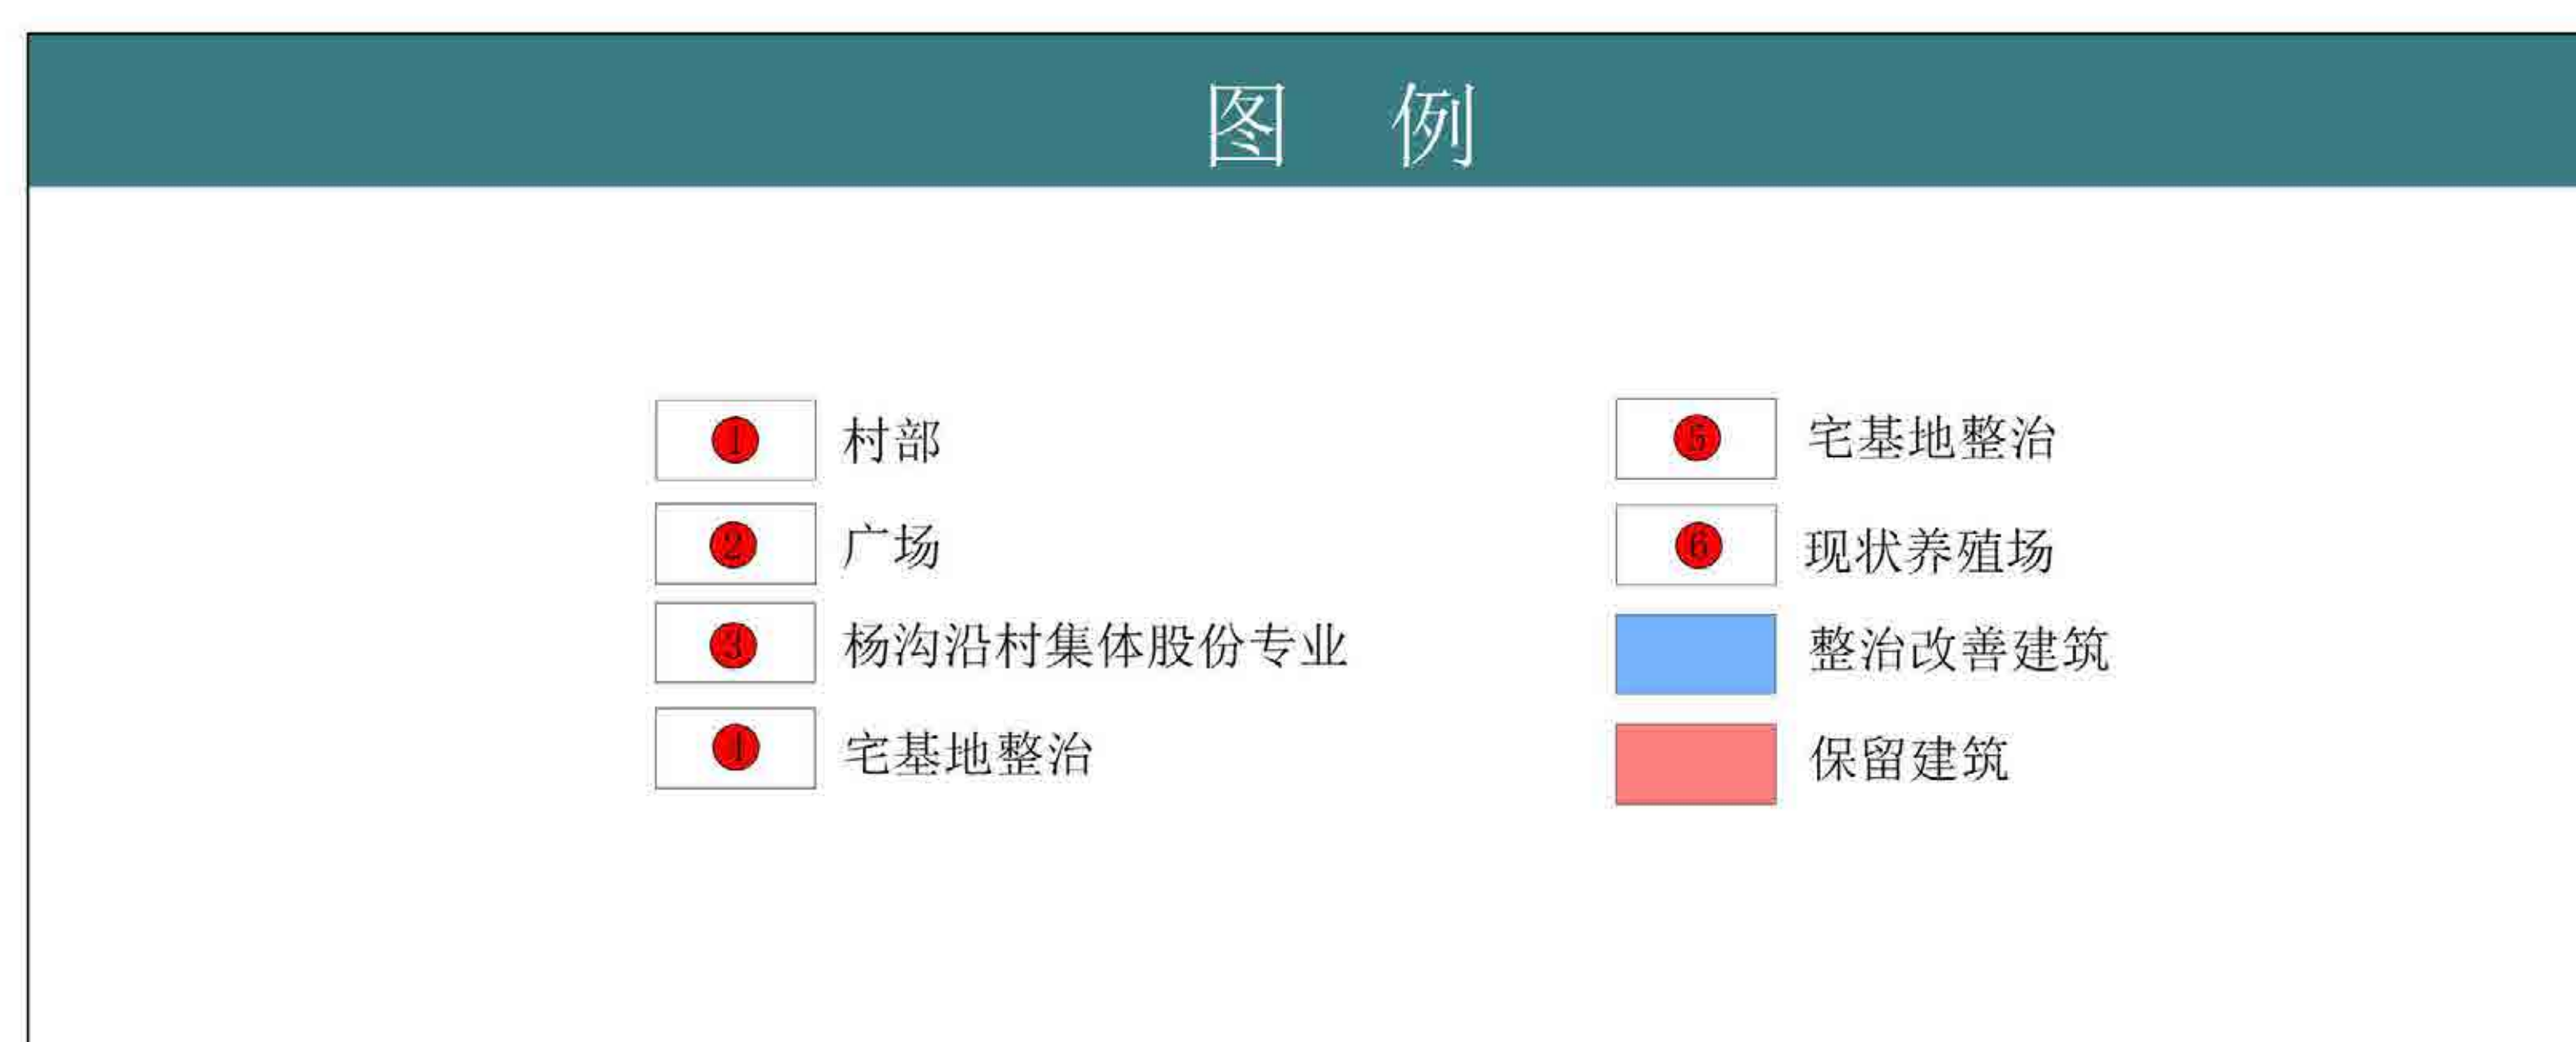 图 例
1 村部
2 广场
3 杨沟沿村集体股份专业
4 宅基地整治
5 宅基地整治
6 现状养殖场
整治改善建筑
保留建筑